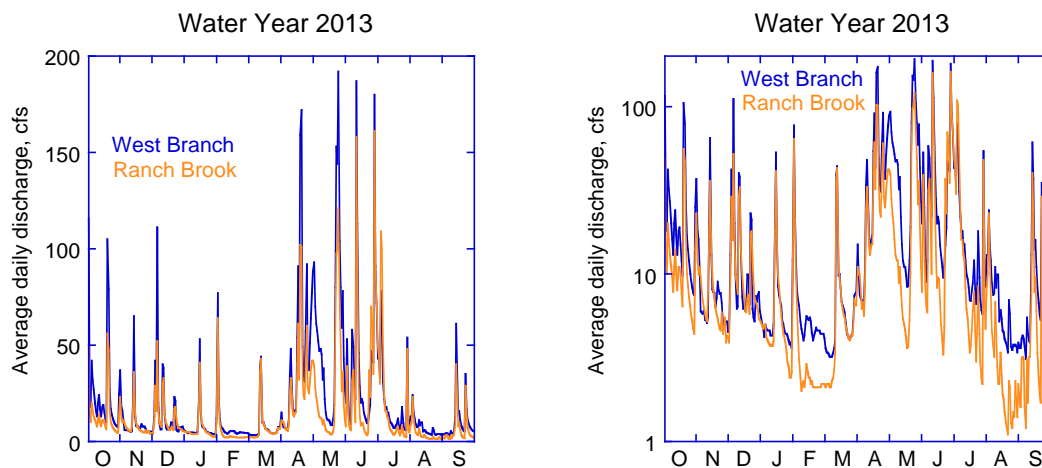 Water Year 2013
200
150
100
50
0
Average daily discharge, cfs
West Branch
Ranch Brook
O N D J F M A M J J A S
Water Year 2013
100
10
1
Average daily discharge, cfs
West Branch
Ranch Brook
O N D J F M A M J J A S